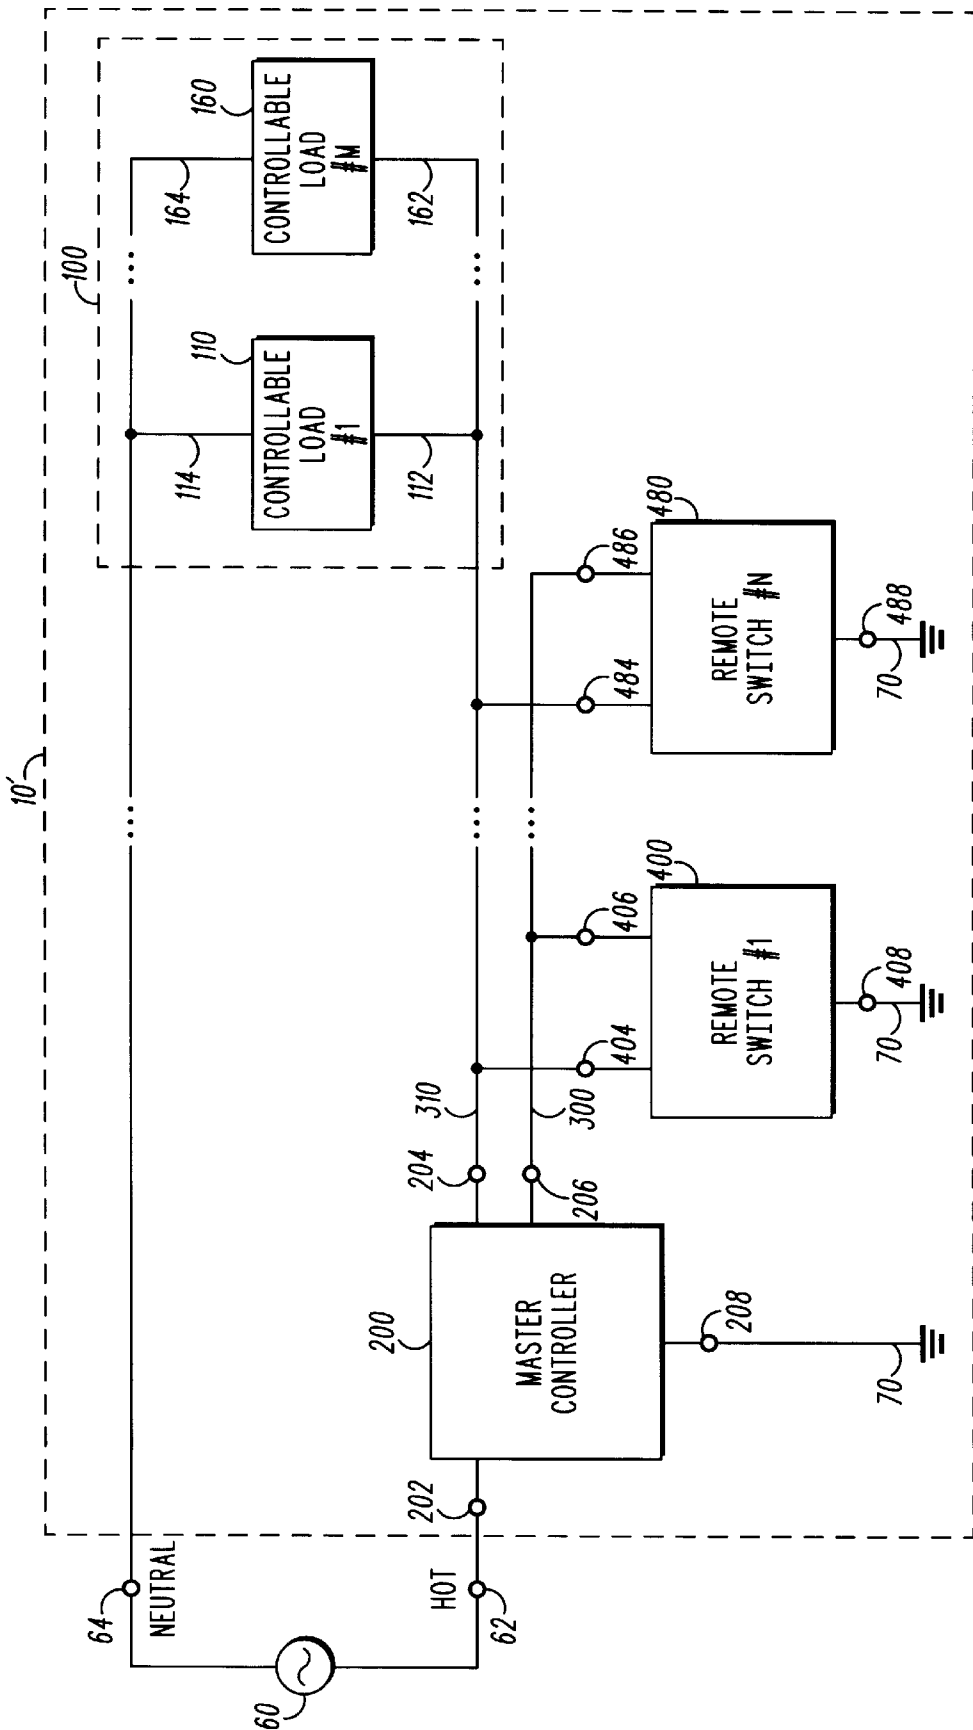 10′
100
64
NEUTRAL
60
HOT
62
202
200
MASTER
CONTROLLER
204
310
206
300
208
70
404
406
400
REMOTE
SWITCH #1
408
70
484
486
480
REMOTE
SWITCH #N
488
70
114
110
CONTROLLABLE
LOAD
#1
112
164
160
CONTROLLABLE
LOAD
#M
162
...
...
...
...
...